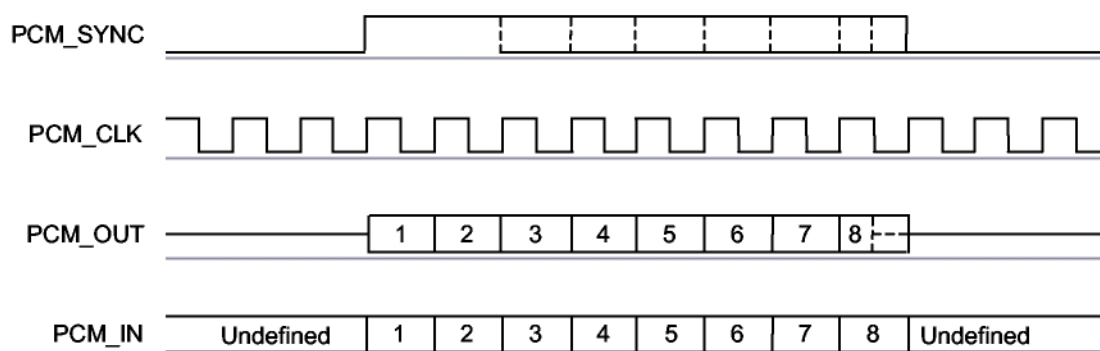 PCM_SYNC
PCM_CLK
PCM_OUT 1 2 3 4 5 6 7 8
PCM_IN Undefined 1 2 3 4 5 6 7 8 Undefined